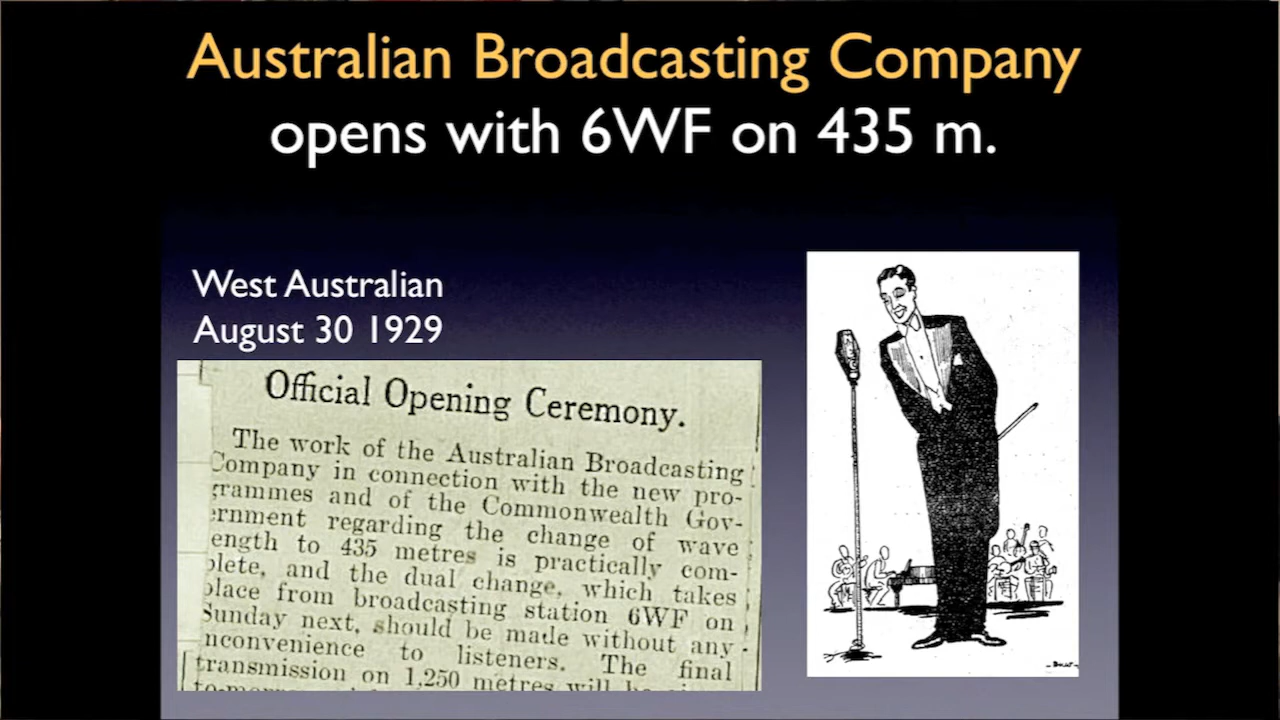 Australian Broadcasting Company
opens with 6WF on 435 m.
West Australian
August 30 1929
Official Opening Ceremony.
The work of the Australian Broadcasting
Company in connection with the new pro-
grammes and of the Commonwealth Gov-
ernment regarding the change of wave
ength to 435 metres is practically com-
plete, and the dual change, which takes
place from broadcasting station 6WF on
Sunday next, should be made without any
nconvenience to listeners. The final
transmission on 1,250 metres will be